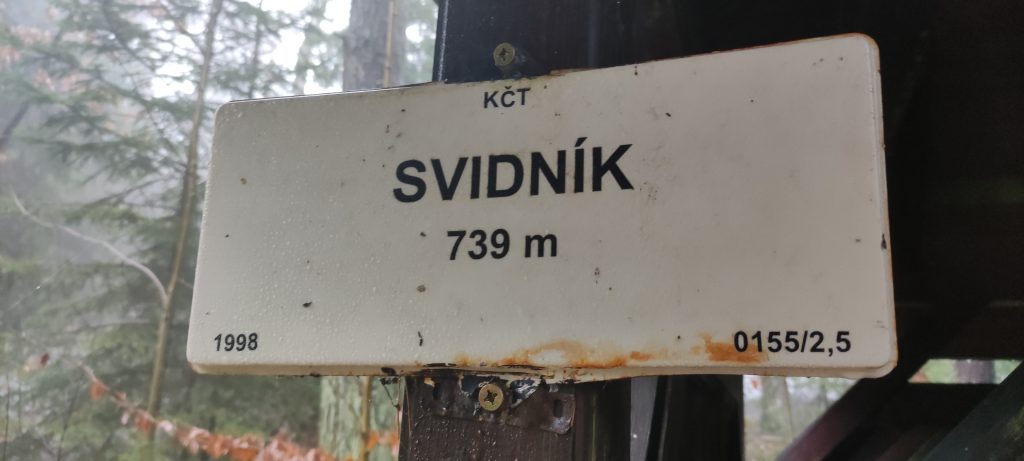 KČT
SVIDNÍK
739 m
1998
0155/2,5